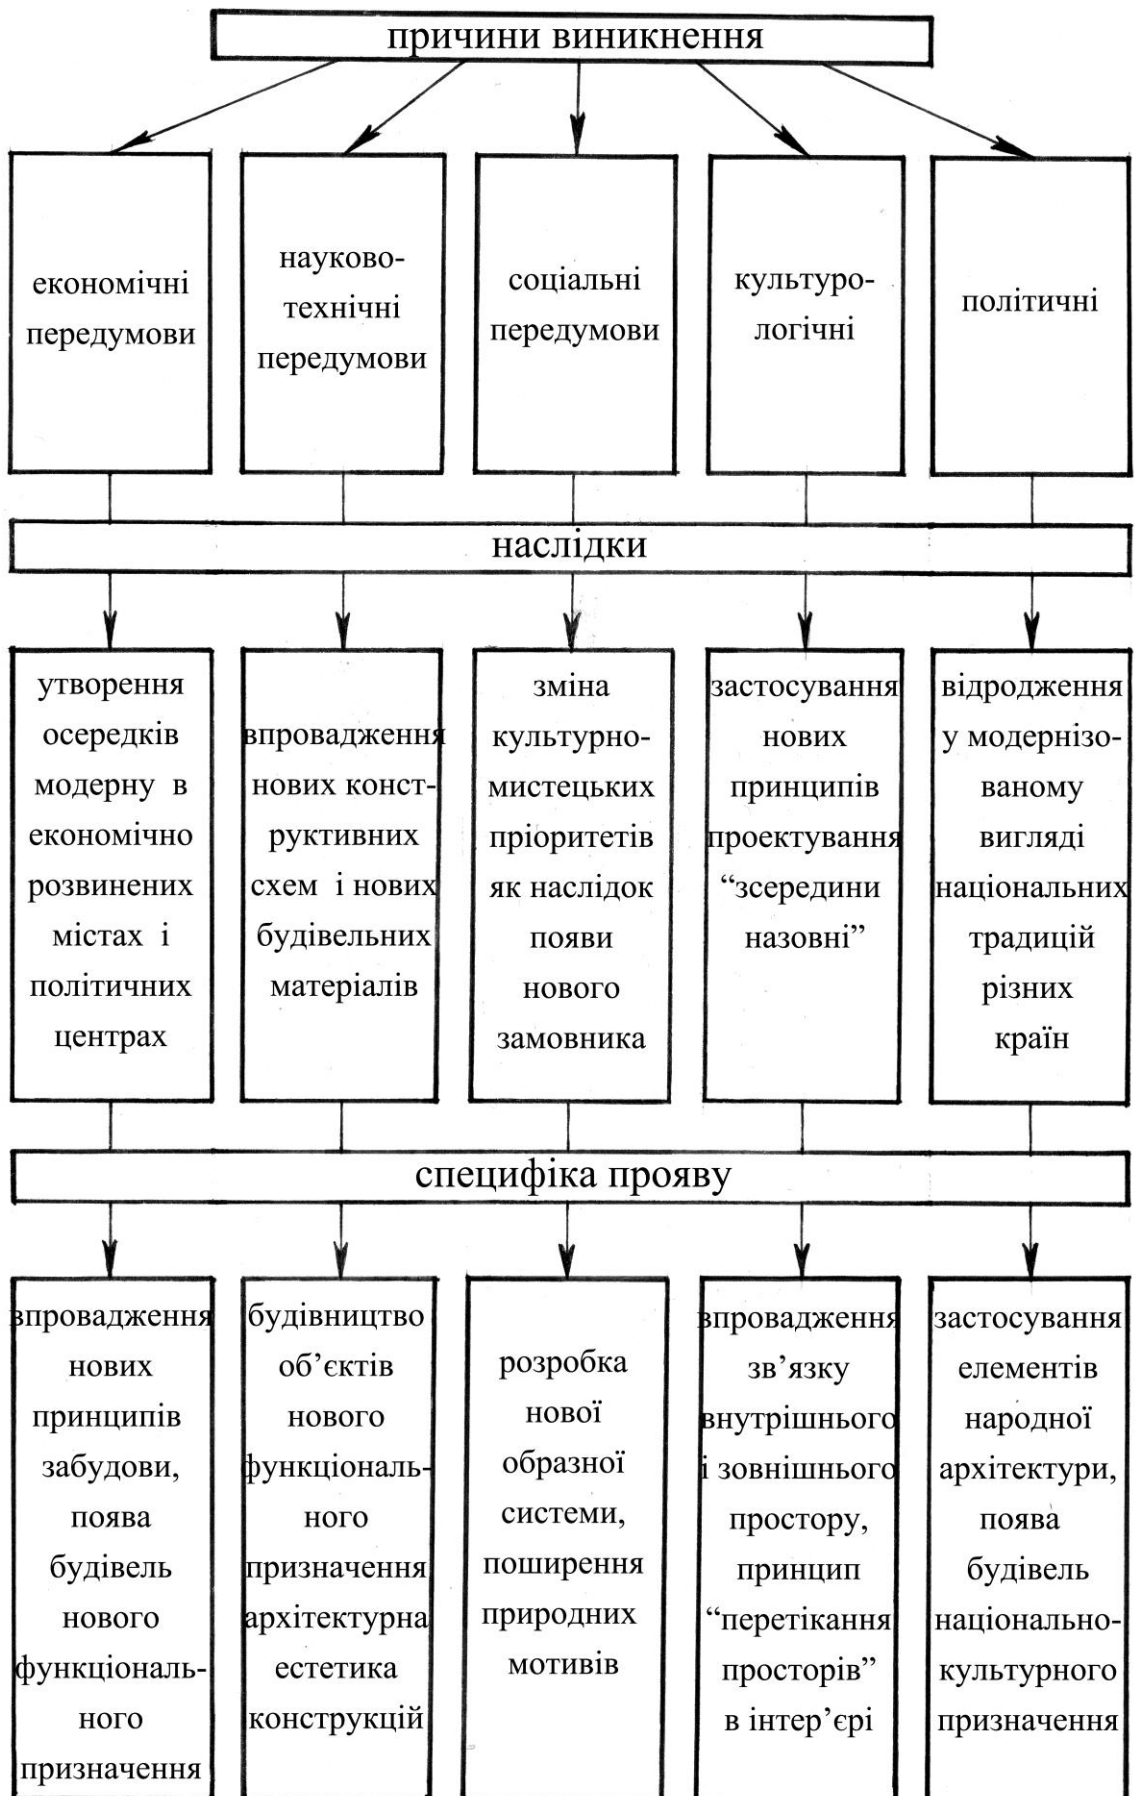 причини виникнення
економічні
передумови
науково-
технічні
передумови
соціальні
передумови
культуро-
логічні
політичні
наслідки
утворення
осередків
модерну в
економічно
розвинених
містах і
політичних
центрах
впровадження
нових конст-
руктивних
схем і нових
будівельних
матеріалів
зміна
культурно-
мистецьких
пріоритетів
як наслідок
появи
нового
замовника
застосування
нових
принципів
проектування
“зсередини
назовні”
відродження
у модернізо-
ваному
вигляді
національних
традицій
різних
країн
специфіка прояву
впровадження
нових
принципів
забудови,
поява
будівель
нового
функціональ-
ного
призначення
будівництво
об’єктів
нового
функціональ-
ного
призначення
архітектурна
естетика
конструкцій
розробка
нової
образної
системи,
поширення
природних
мотивів
впровадження
зв’язку
внутрішнього
і зовнішнього
простору,
принцип
“перетікання
просторів”
в інтер’єрі
застосування
елементів
народної
архітектури,
поява
будівель
національно-
культурного
призначення